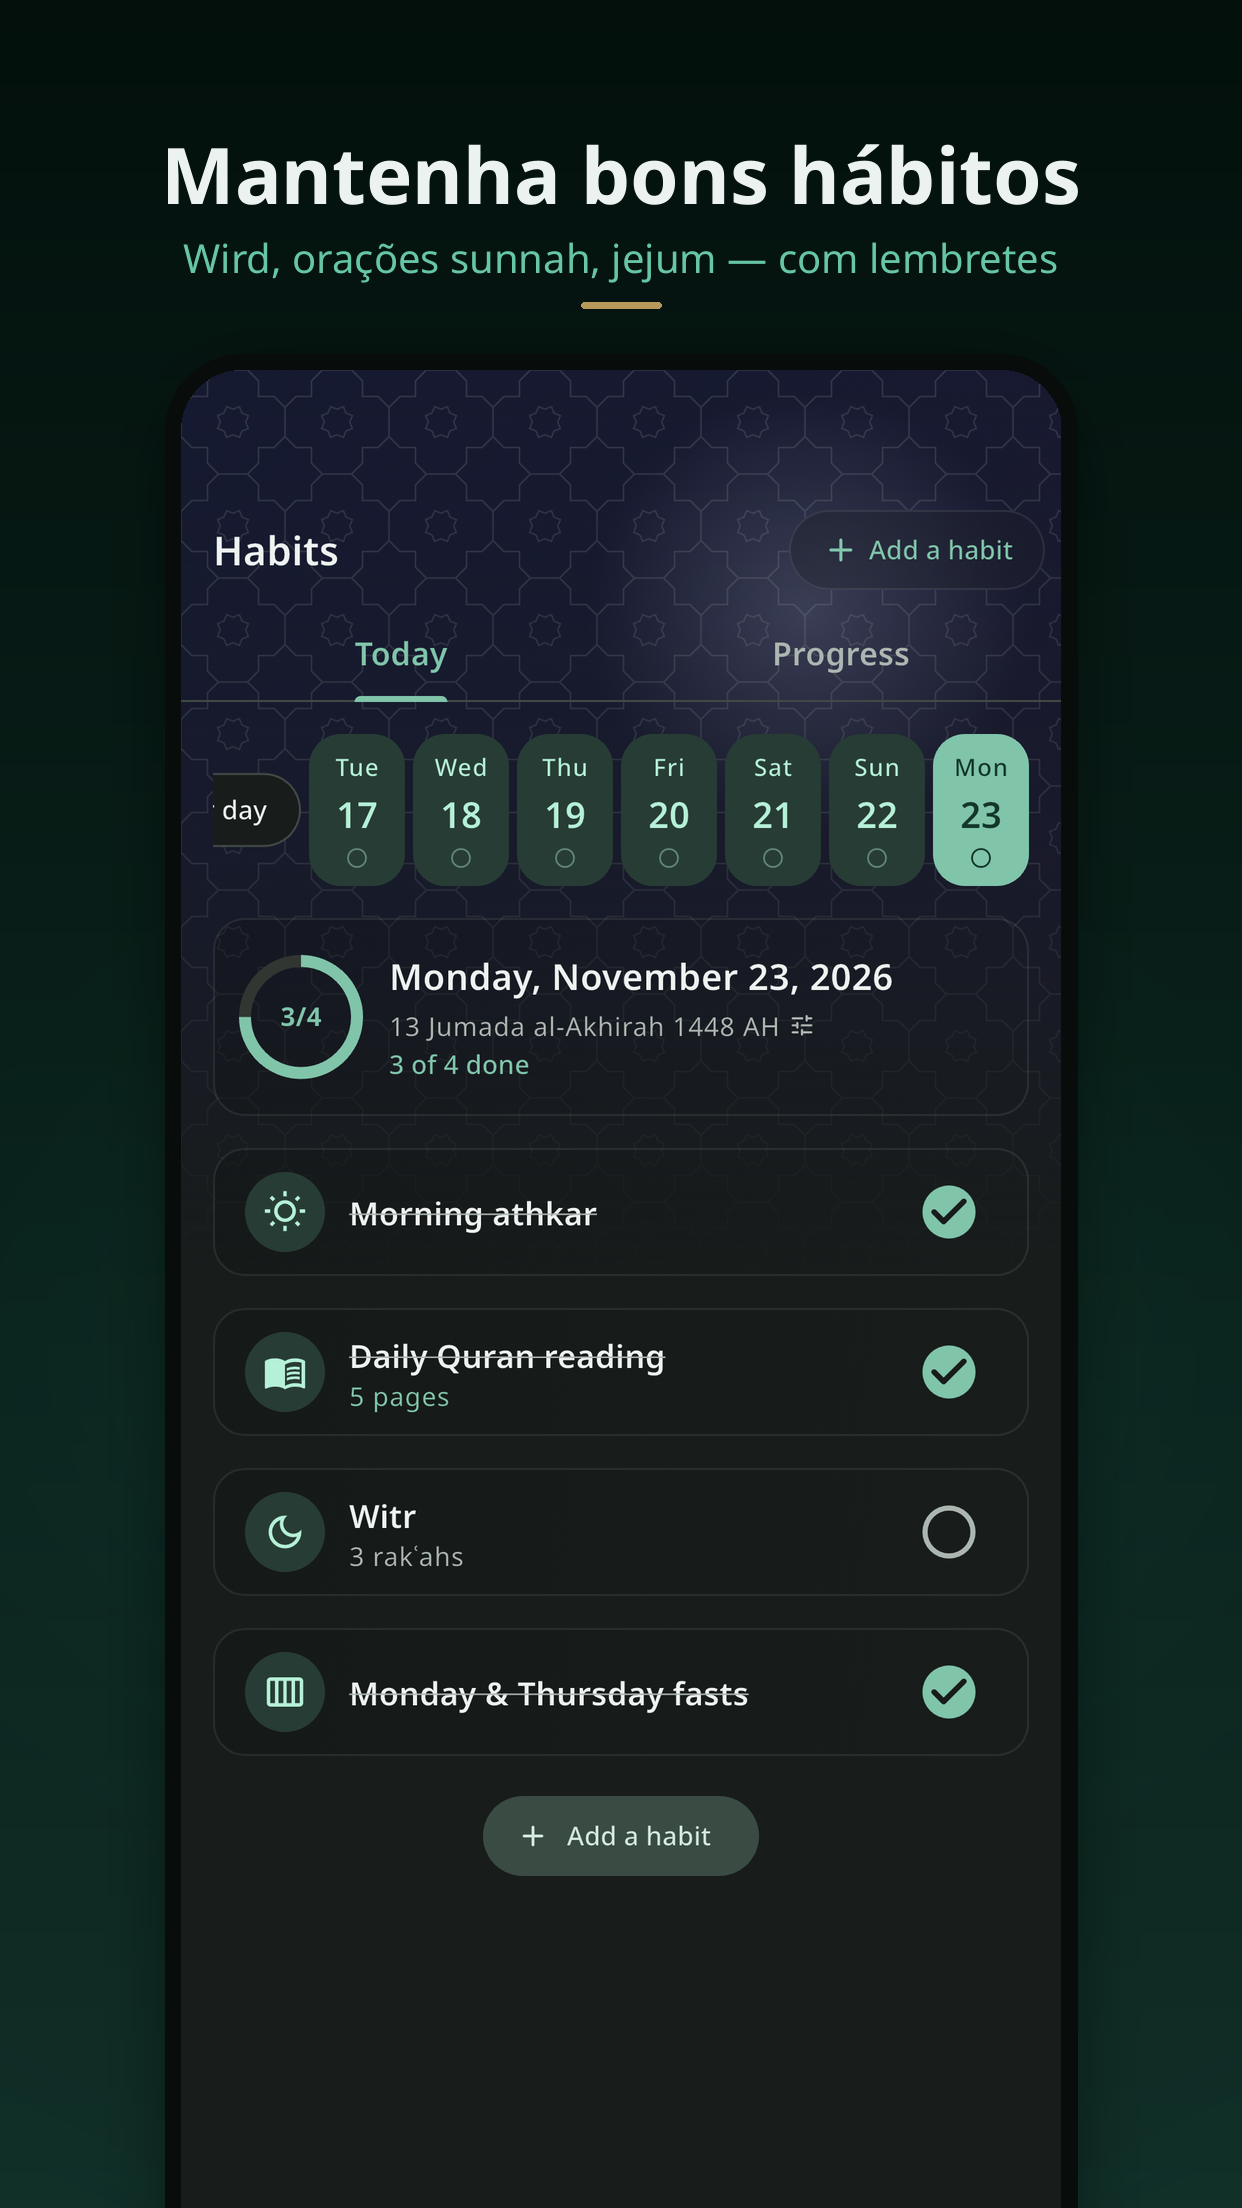 Mantenha bons hábitos
Wird, orações sunnah, jejum — com lembretes
Habits
+ Add a habit
Today
Progress
day
Tue
17
Wed
18
Thu
19
Fri
20
Sat
21
Sun
22
Mon
23
3/4
Monday, November 23, 2026
13 Jumada al-Akhirah 1448 AH
3 of 4 done
Morning athkar
Daily Quran reading
5 pages
Witr
3 rakʿahs
Monday & Thursday fasts
+ Add a habit